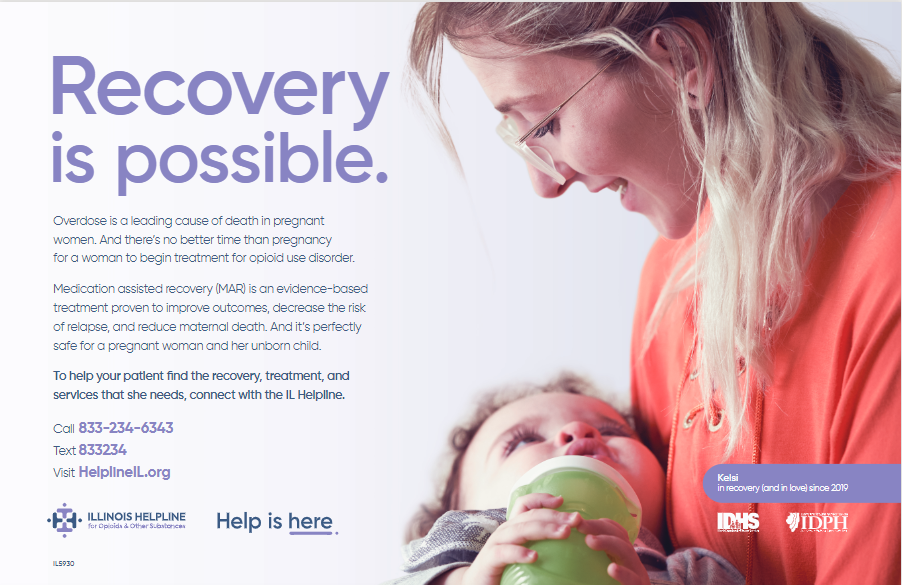 Recovery
is possible.
Overdose is a leading cause of death in pregnant
women. And there's no better time than pregnancy
for a woman to begin treatment for opioid use disorder.
Medication assisted recovery (MAR) is an evidence-based
treatment proven to improve outcomes, decrease the risk
of relapse, and reduce maternal death. And it's perfectly
safe for a pregnant woman and her unborn child.
To help your patient find the recovery, treatment, and
services that she needs, connect with the IL Helpline.
Call 833-234-6343
Text 833234
Visit HelplineIL.org
ILLINOIS HELPLINE
for Opioids & Other Substances
Help is here.
IL5930
Kelsi
in recovery (and in love) since 2019
IDHS
IDPH